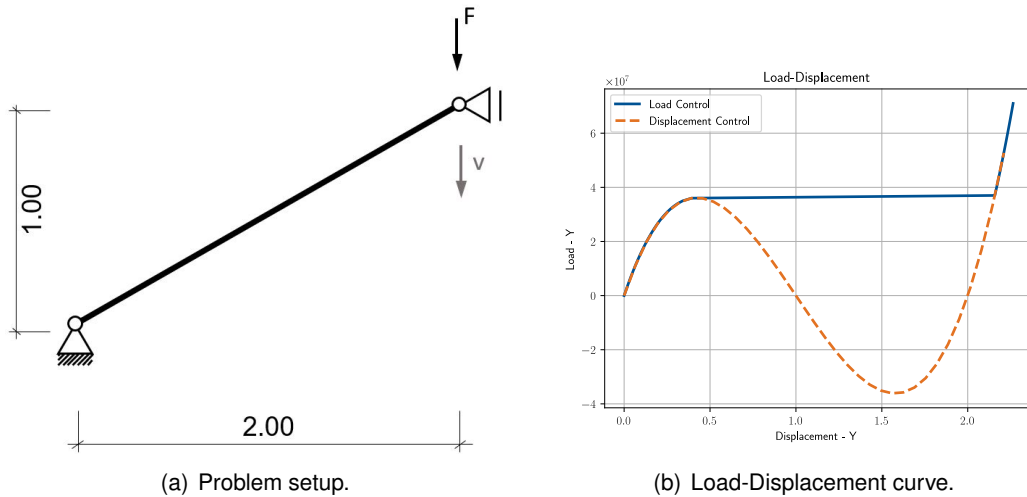 F
v
1.00
2.00
(a) Problem setup.
×10⁷
Load-Displacement
Load Control
Displacement Control
6
4
2
0
−2
−4
Load - Y
0.0 0.5 1.0 1.5 2.0
Displacement - Y
(b) Load-Displacement curve.